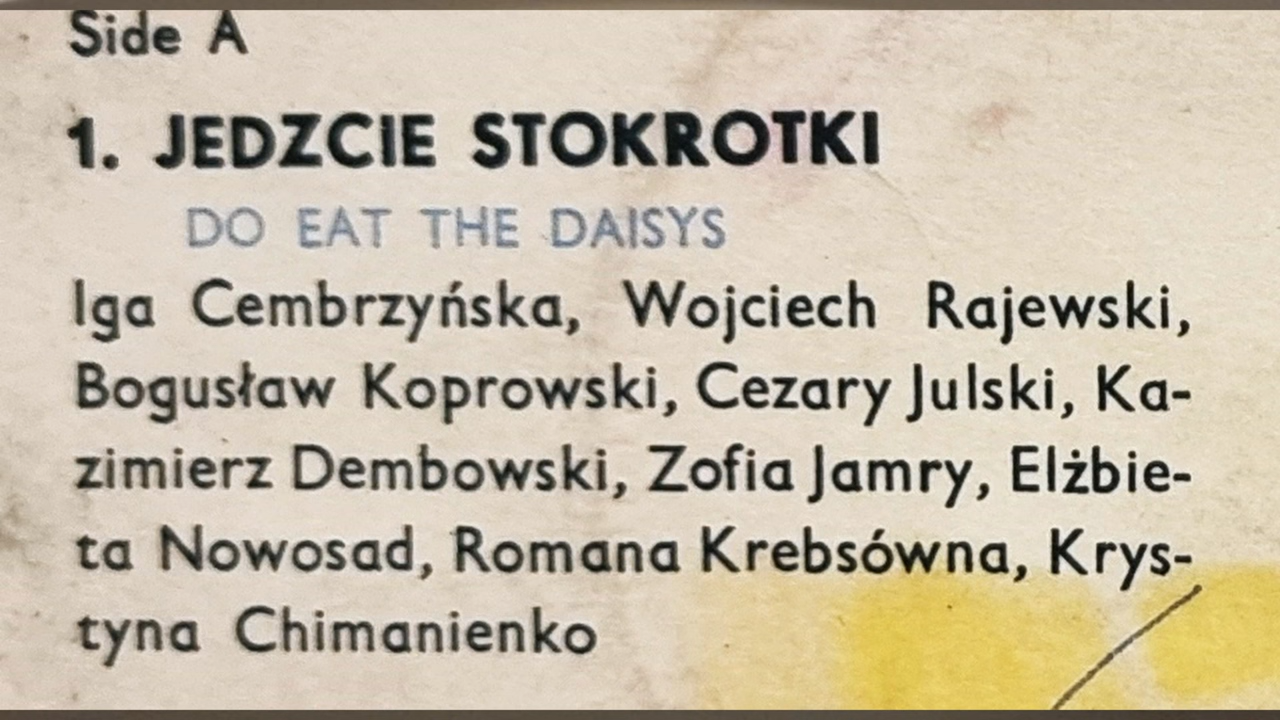 Side A
1. JEDZCIE STOKROTKI
DO EAT THE DAISYS
Iga Cembrzyńska, Wojciech Rajewski,
Bogusław Koprowski, Cezary Julski, Ka-
zimierz Dembowski, Zofia Jamry, Elżbie-
ta Nowosad, Romana Krebsówna, Krys-
tyna Chimanienko